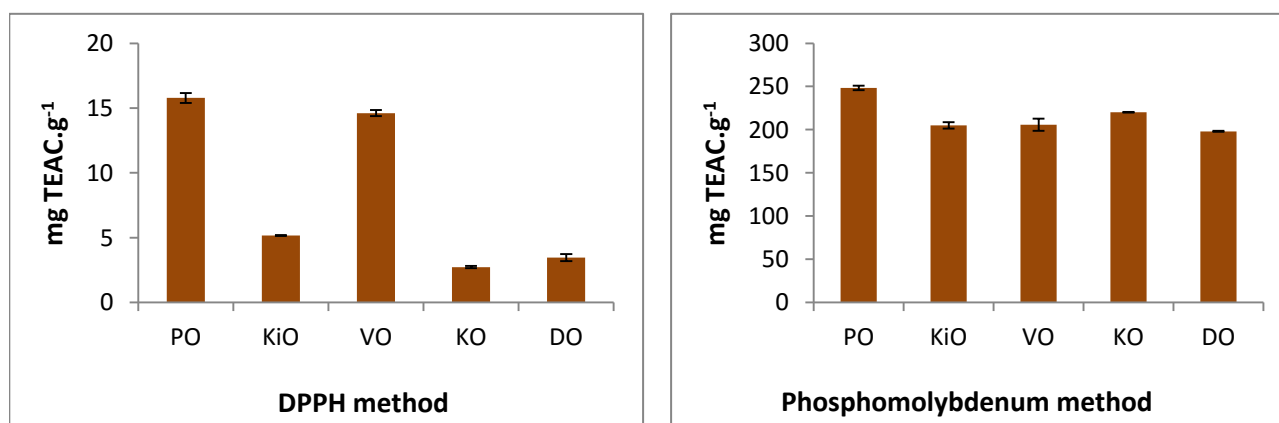 mg TEAC.g⁻¹
20
15
10
5
0
PO KiO VO KO DO
DPPH method
mg TEAC.g⁻¹
300
250
200
150
100
50
0
PO KiO VO KO DO
Phosphomolybdenum method